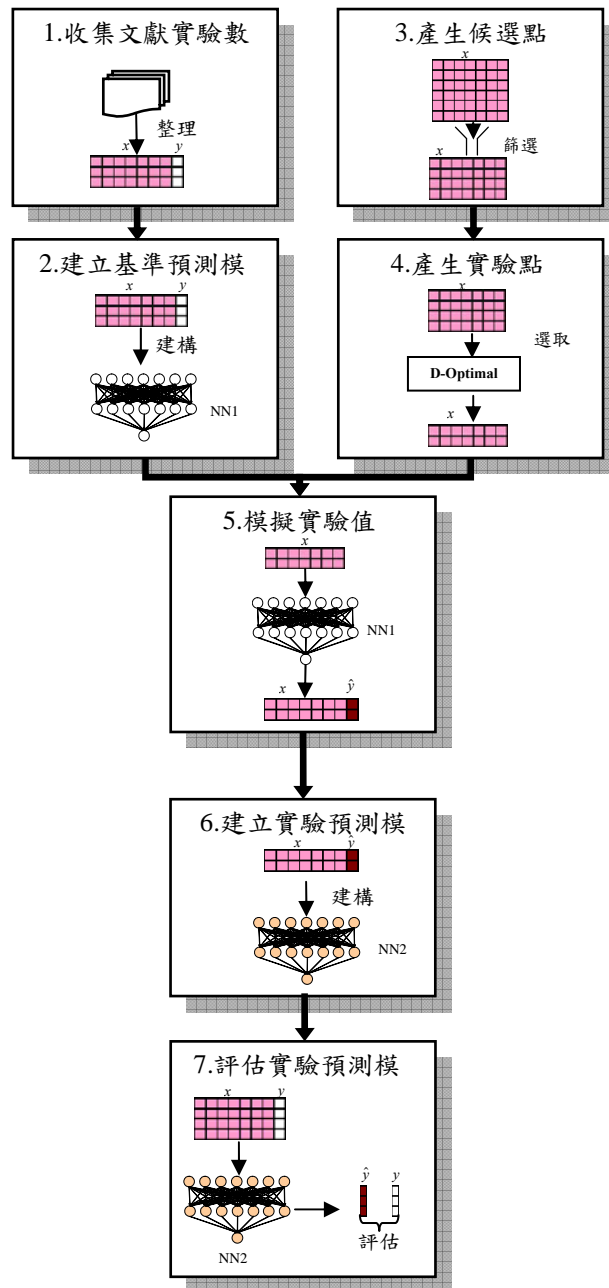 1.收集文獻實驗數
整理
x
y
2.建立基準預測模
x
y
建構
NN1
3.產生候選點
x
篩選
x
4.產生實驗點
x
選取
D-Optimal
x
5.模擬實驗值
x
NN1
x
ŷ
6.建立實驗預測模
x
ŷ
建構
NN2
7.評估實驗預測模
x
y
ŷ
y
評估
NN2